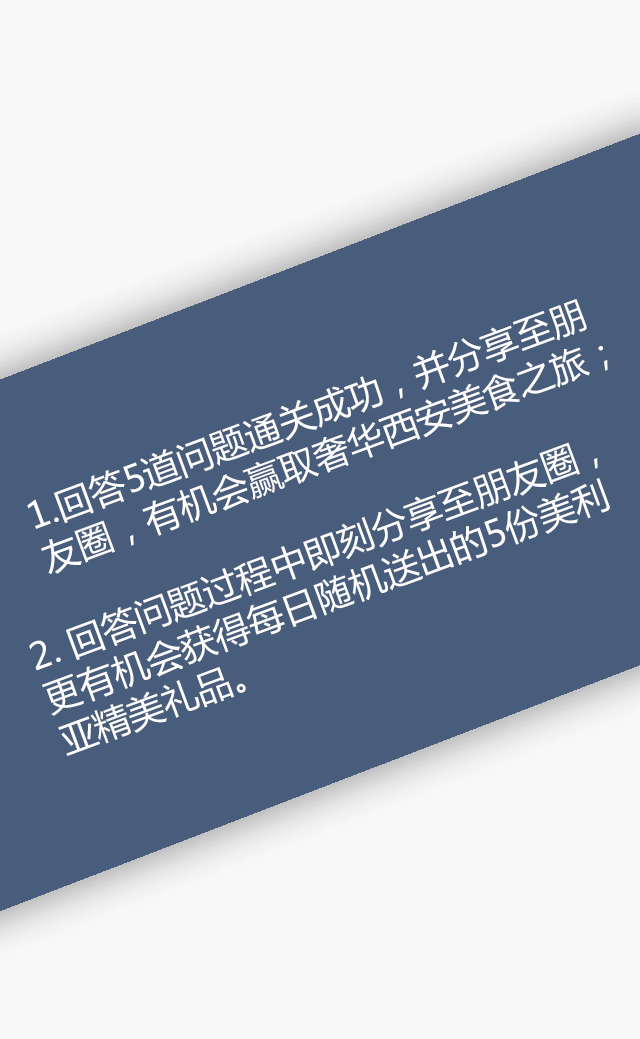 1.回答5道问题通关成功，并分享至朋
友圈，有机会赢取奢华西安美食之旅；
2. 回答问题过程中即刻分享至朋友圈，
更有机会获得每日随机送出的5份美利
亚精美礼品。